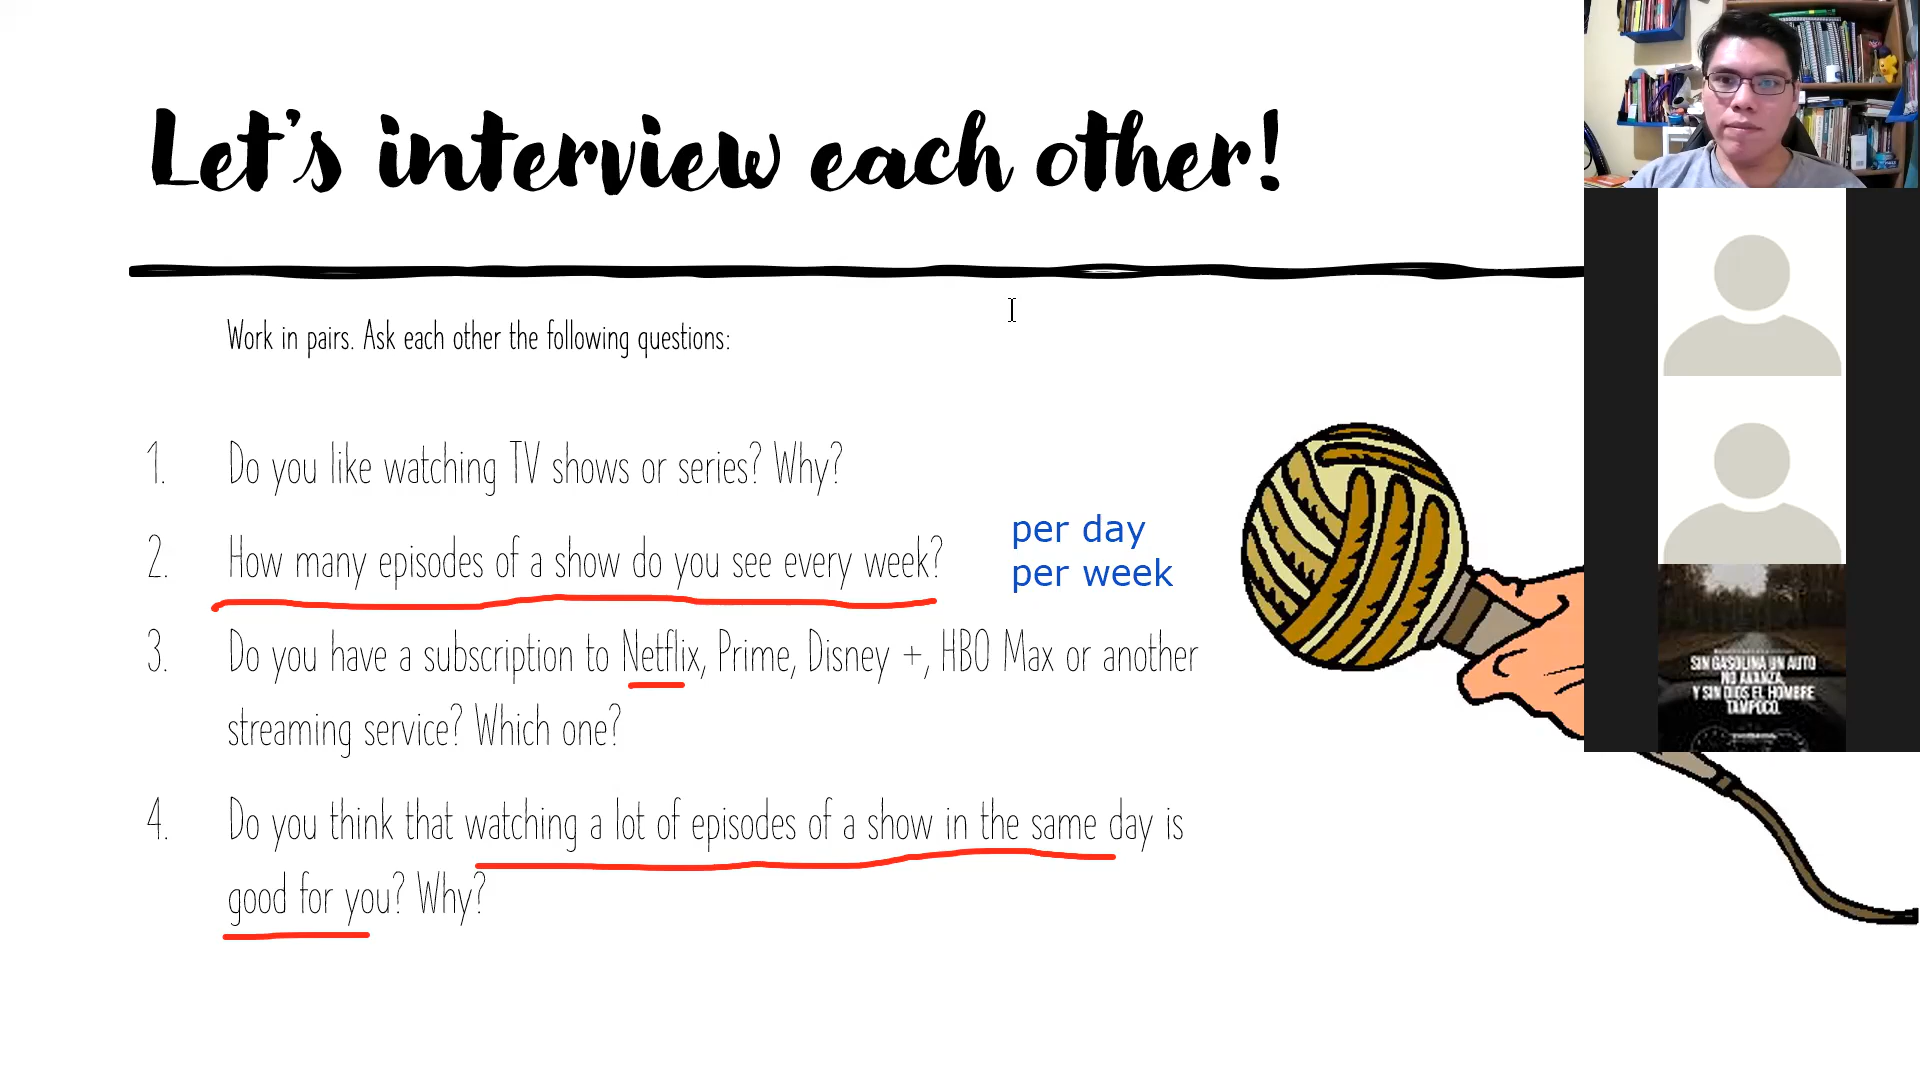 Let's interview each other!
Work in pairs. Ask each other the following questions:
1. Do you like watching TV shows or series? Why?
2. How many episodes of a show do you see every week?
per day
per week
3. Do you have a subscription to Netflix, Prime, Disney +, HBO Max or another
streaming service? Which one?
4. Do you think that watching a lot of episodes of a show in the same day is
good for you? Why?
SIN GASOLINA UN AUTO
NO AVANZA,
Y SIN DIOS EL HOMBRE
TAMPOCO.